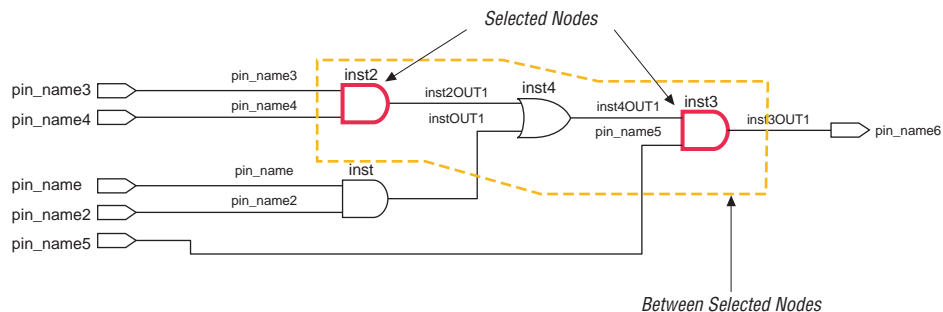 Selected Nodes
pin_name3
pin_name3
inst2
inst4
inst3
pin_name4
pin_name4
inst2OUT1
instOUT1
inst4OUT1
pin_name5
inst3OUT1
pin_name6
pin_name
pin_name
inst
pin_name2
pin_name2
pin_name5
Between Selected Nodes